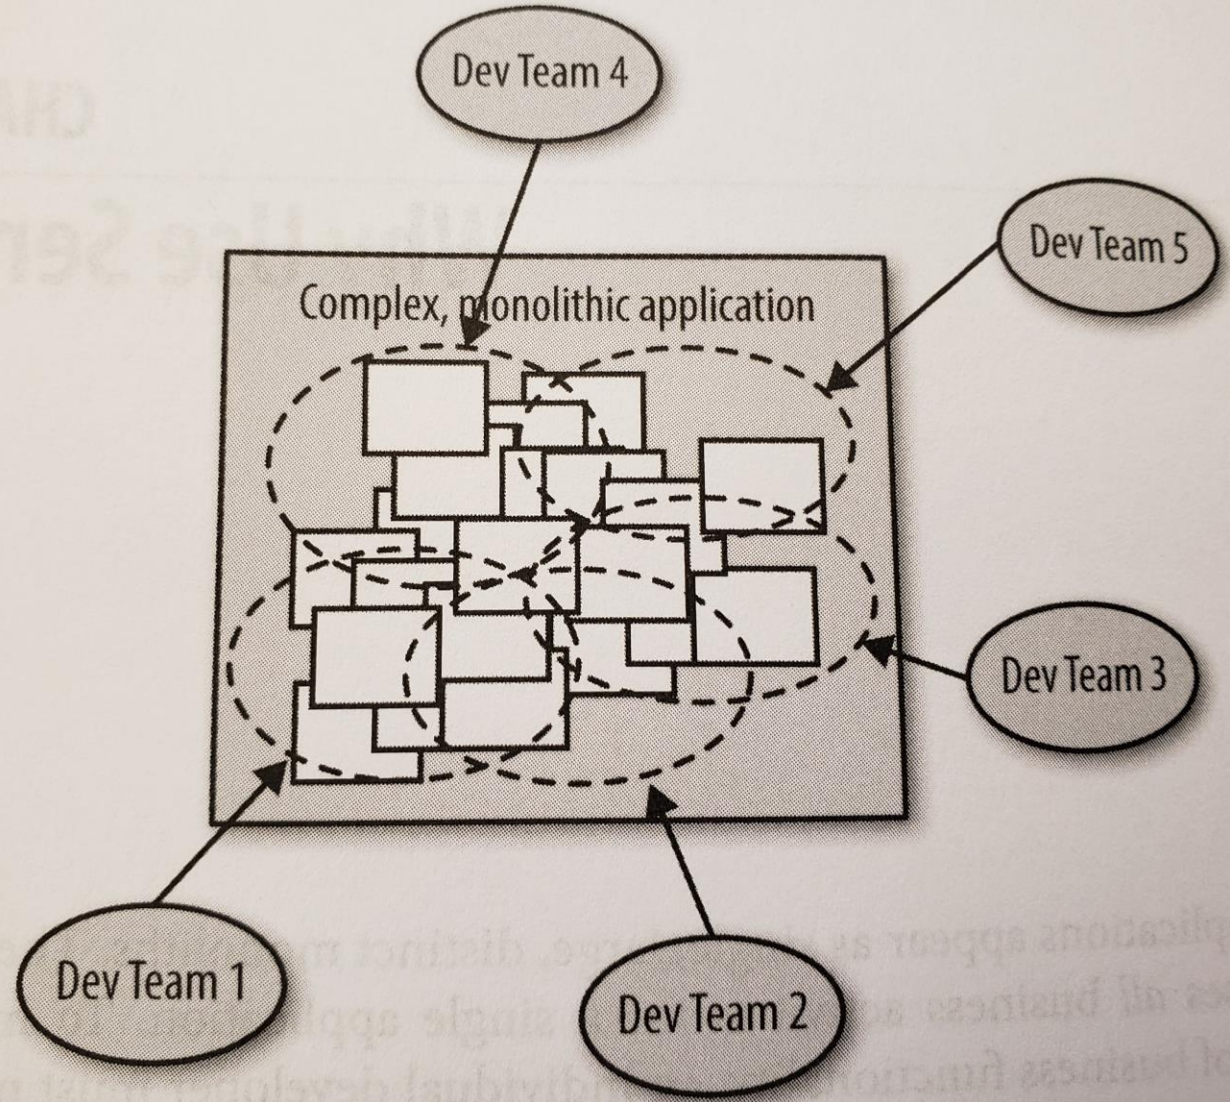 Dev Team 4
Dev Team 5
Complex, monolithic application
Dev Team 3
Dev Team 1
Dev Team 2